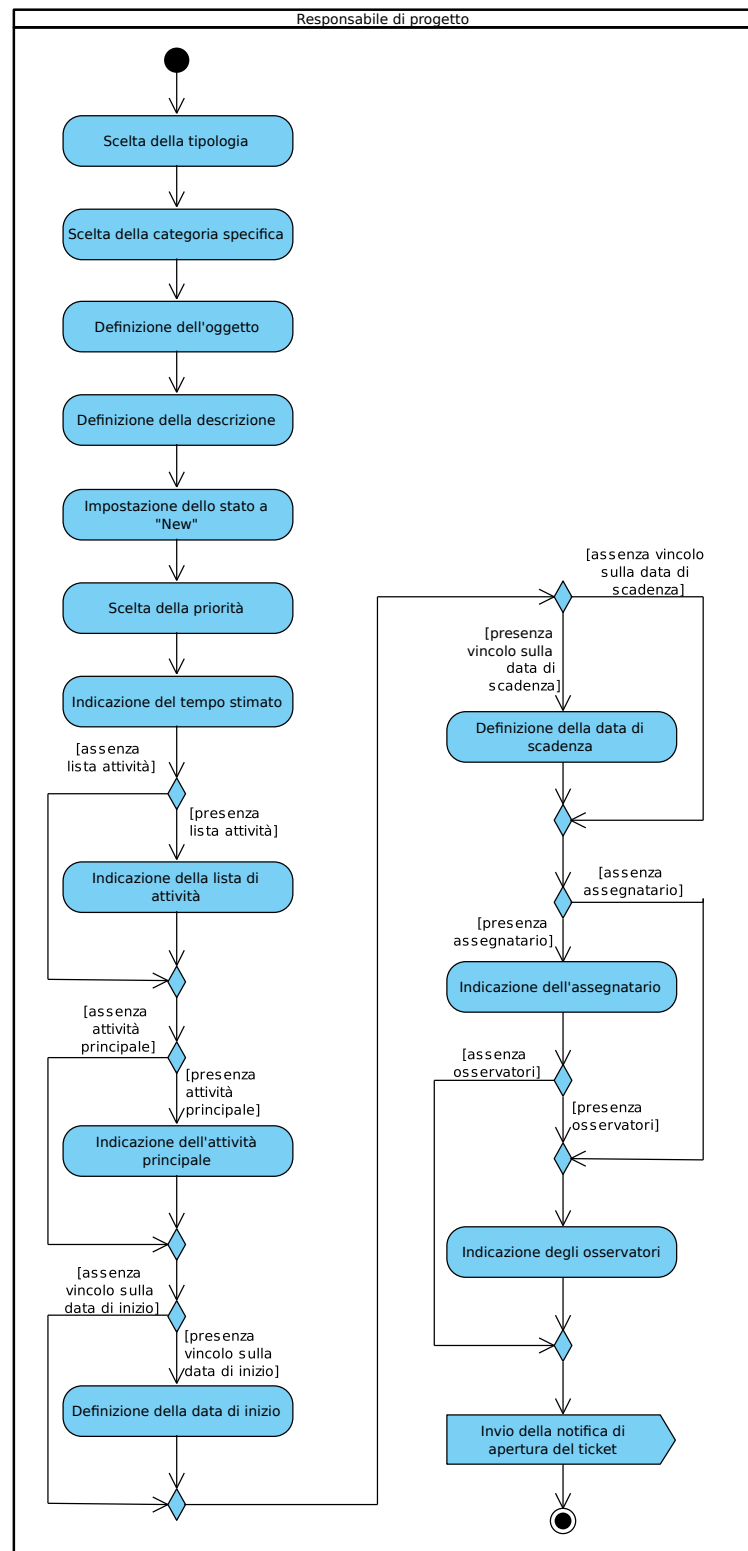 Responsabile di progetto
Scelta della tipologia
Scelta della categoria specifica
Definizione dell'oggetto
Definizione della descrizione
Impostazione dello stato a
"New"
Scelta della priorità
Indicazione del tempo stimato
[assenza
lista attività]
[presenza
lista attività]
Indicazione della lista di
attività
[assenza
attività
principale]
[presenza
attività
principale]
Indicazione dell'attività
principale
[assenza
vincolo sulla
data di inizio]
[presenza
vincolo sulla
data di inizio]
Definizione della data di inizio
[assenza vincolo
sulla data di
scadenza]
[presenza
vincolo sulla
data di
scadenza]
Definizione della data di
scadenza
[assenza
assegnatario]
[presenza
assegnatario]
Indicazione dell'assegnatario
[assenza
osservatori]
[presenza
osservatori]
Indicazione degli osservatori
Invio della notifica di
apertura del ticket